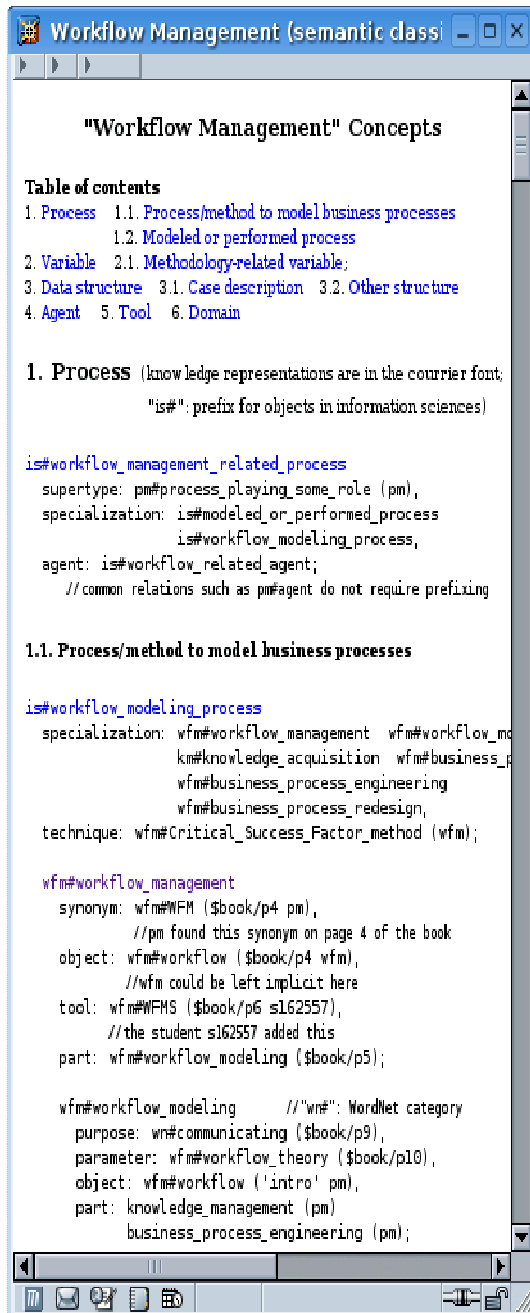 Workflow Management (semantic classi
"Workflow Management" Concepts
Table of contents
1. Process 1.1. Process/method to model business processes
1.2. Modeled or performed process
2. Variable 2.1. Methodology-related variable;
3. Data structure 3.1. Case description 3.2. Other structure
4. Agent 5. Tool 6. Domain
1. Process (knowledge representations are in the courrier font;
"is#": prefix for objects in information sciences)
is#workflow_management_related_process
supertype: pm#process_playing_some_role (pm),
specialization: is#modeled_or_performed_process
is#workflow_modeling_process,
agent: is#workflow_related_agent;
//common relations such as pm#agent do not require prefixing
1.1. Process/method to model business processes
is#workflow_modeling_process
specialization: wfm#workflow_management wfm#workflow_mo
km#knowledge_acquisition wfm#business_p
wfm#business_process_engineering
wfm#business_process_redesign,
technique: wfm#Critical_Success_Factor_method (wfm);
wfm#workflow_management
synonym: wfm#WFM ($book/p4 pm),
//pm found this synonym on page 4 of the book
object: wfm#workflow ($book/p4 wfm),
//wfm could be left implicit here
tool: wfm#WFMS ($book/p6 s162557),
//the student s162557 added this
part: wfm#workflow_modeling ($book/p5);
wfm#workflow_modeling //"wn#": WordNet category
purpose: wn#communicating ($book/p9),
parameter: wfm#workflow_theory ($book/p10),
object: wfm#workflow ('intro' pm),
part: knowledge_management (pm)
business_process_engineering (pm);